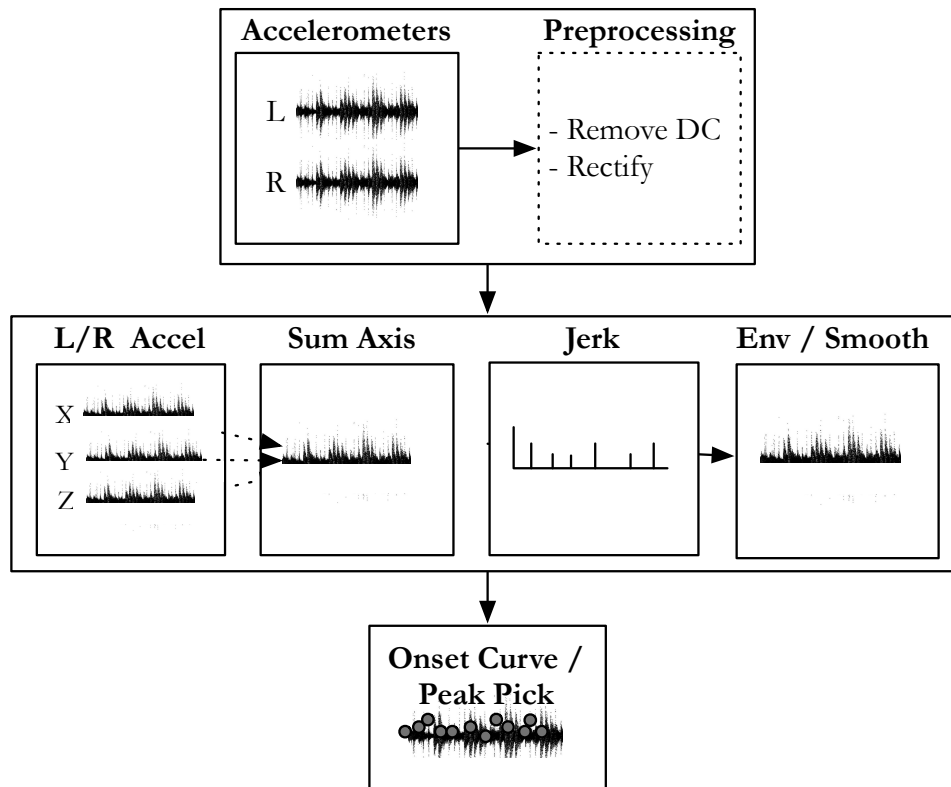 Accelerometers
Preprocessing
L
R
- Remove DC
- Rectify
L/R Accel
Sum Axis
Jerk
Env / Smooth
X
Y
Z
Onset Curve /
Peak Pick